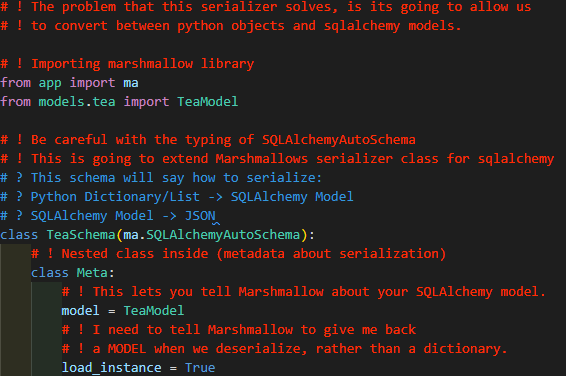 # ! The problem that this serializer solves, is its going to allow us
# ! to convert between python objects and sqlalchemy models.
# ! Importing marshmallow library
from app import ma
from models.tea import TeaModel
# ! Be careful with the typing of SQLAlchemyAutoSchema
# ! This is going to extend Marshmallows serializer class for sqlalchemy
# ? This schema will say how to serialize:
# ? Python Dictionary/List -> SQLAlchemy Model
# ? SQLAlchemy Model -> JSON
class TeaSchema(ma.SQLAlchemyAutoSchema):
# ! Nested class inside (metadata about serialization)
class Meta:
# ! This lets you tell Marshmallow about your SQLAlchemy model.
model = TeaModel
# ! I need to tell Marshmallow to give me back
# ! a MODEL when we deserialize, rather than a dictionary.
load_instance = True